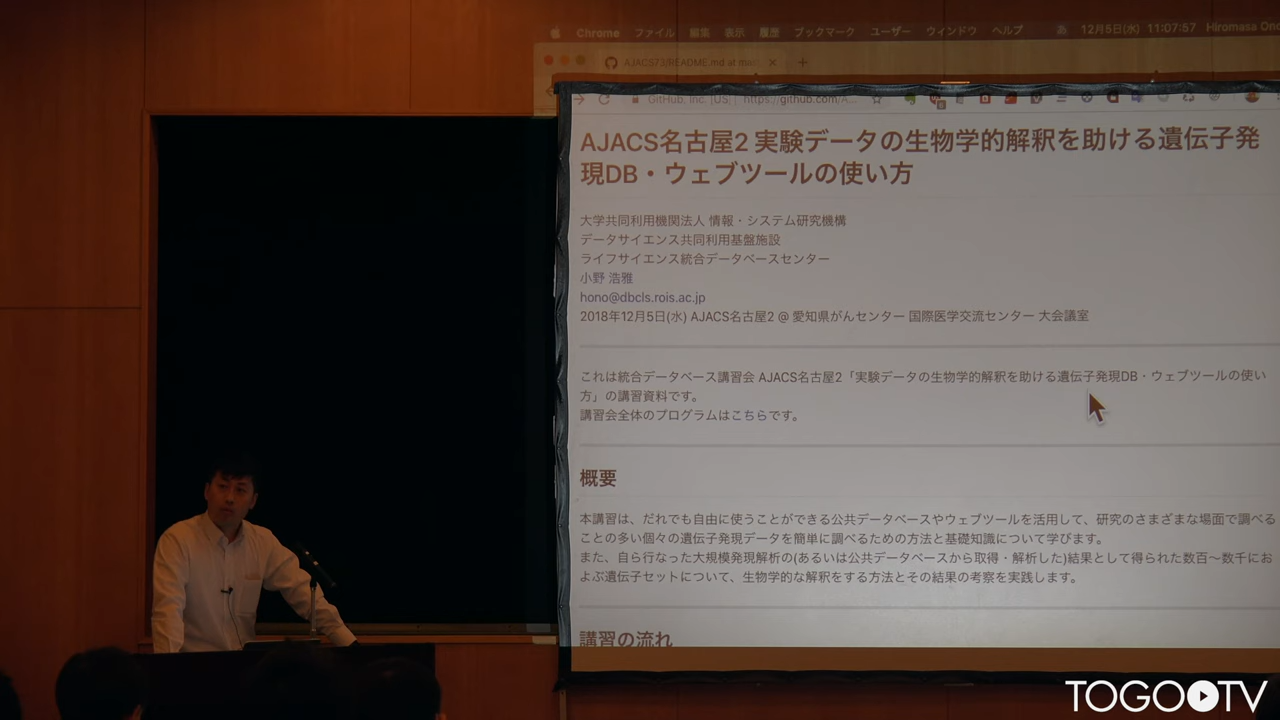 Chrome ファイル 編集 表示 履歴 ブックマーク ユーザー ウィンドウ ヘルプ あ 12月5日(水) 11:07:57 Hiromasa
AJACS73/README.md at
GitHub, Inc. [US] https://github.com/A...
AJACS名古屋2 実験データの生物学的解釈を助ける遺伝子発
現DB・ウェブツールの使い方
大学共同利用機関法人 情報・システム研究機構
データサイエンス共同利用基盤施設
ライフサイエンス統合データベースセンター
小野 浩雅
hono@dbcls.rois.ac.jp
2018年12月5日(水) AJACS名古屋2 @ 愛知県がんセンター 国際医学交流センター 大会議室
これは統合データベース講習会 AJACS名古屋2「実験データの生物学的解釈を助ける遺伝子発現DB・ウェブツールの使い
方」の講習資料です。
講習会全体のプログラムはこちらです。
概要
本講習は、だれでも自由に使うことができる公共データベースやウェブツールを活用して、研究のさまざまな場面で調べる
ことの多い個々の遺伝子発現データを簡単に調べるための方法と基礎知識について学びます。
また、自ら行なった大規模発現解析の(あるいは公共データベースから取得・解析した)結果として得られた数百〜数千にお
よぶ遺伝子セットについて、生物学的な解釈をする方法とその結果の考察を実践します。
講習の流れ
TOGO TV